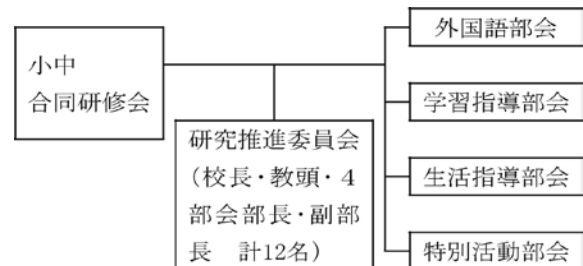 小中
合同研修会
研究推進委員会
（校長・教頭・４
部会部長・副部
長　計12名）
外国語部会
学習指導部会
生活指導部会
特別活動部会